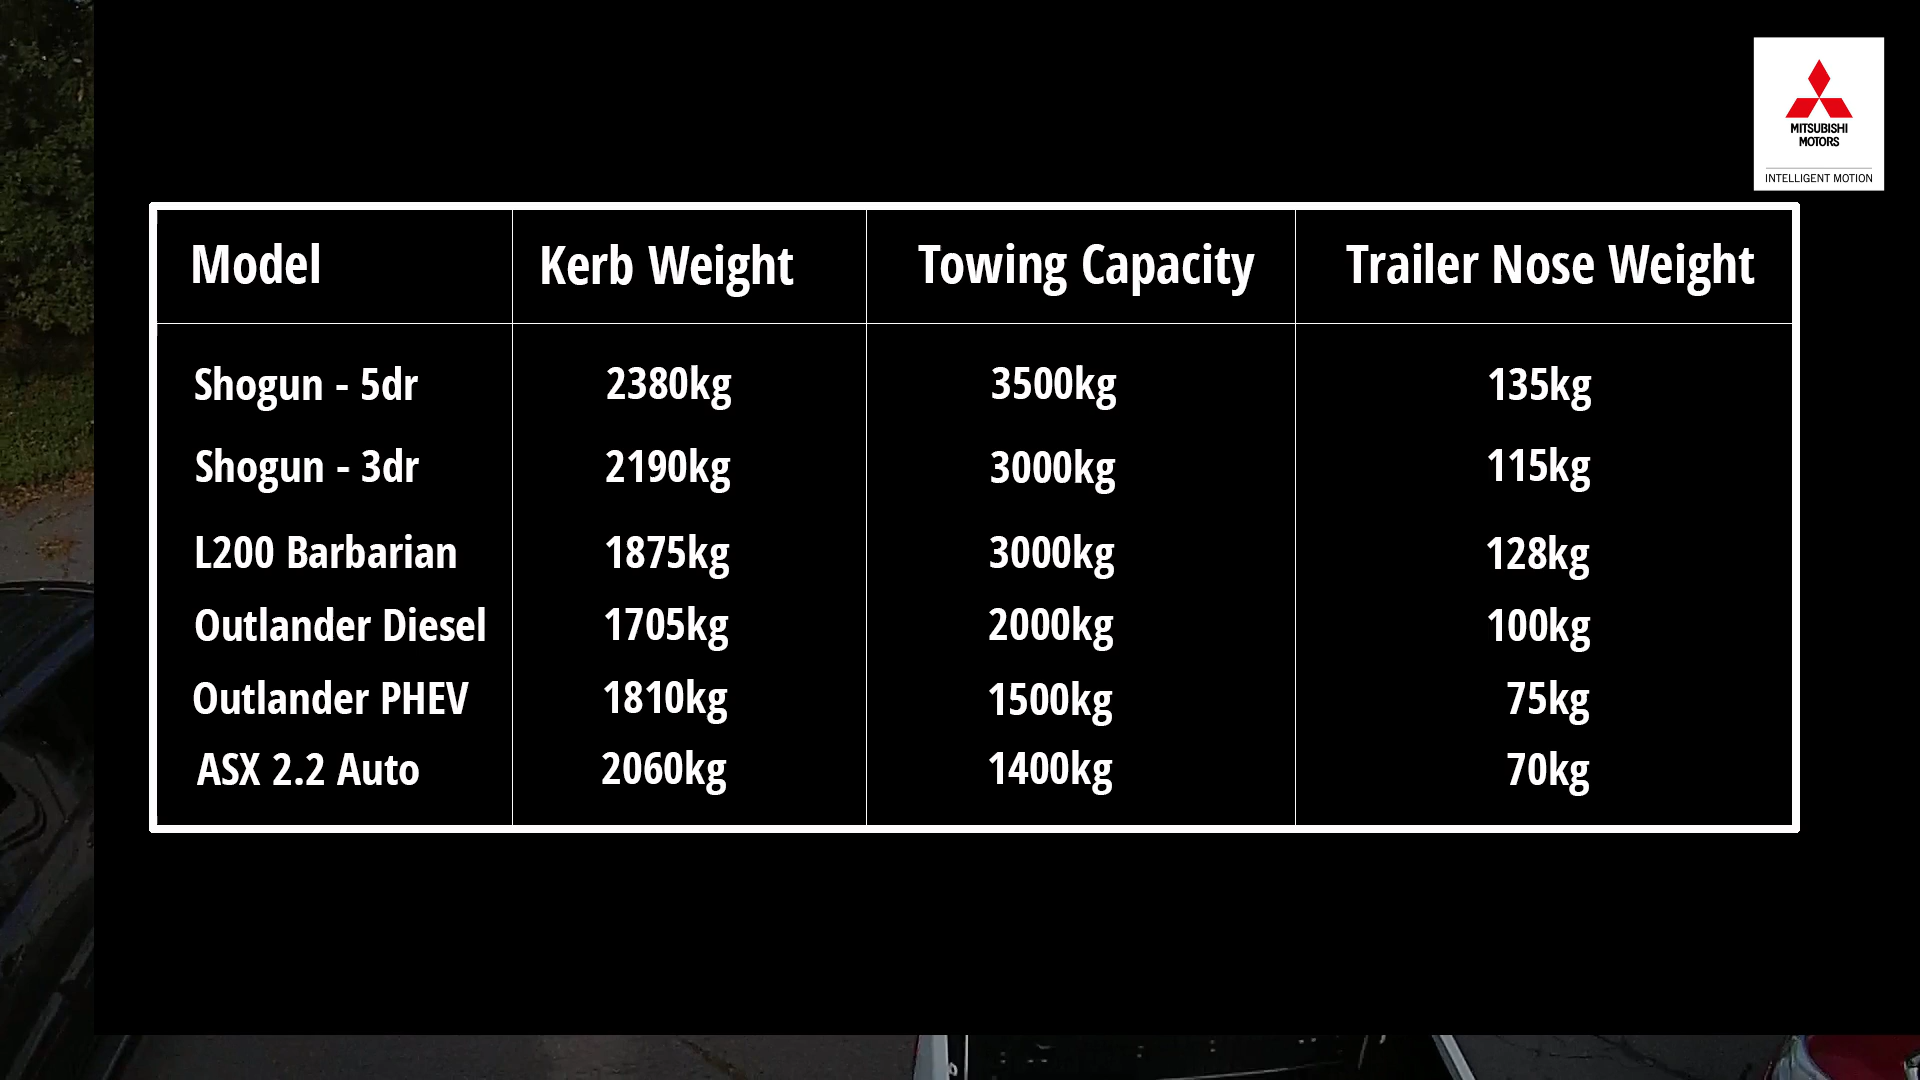 MITSUBISHI
MOTORS
INTELLIGENT MOTION
Model Kerb Weight Towing Capacity Trailer Nose Weight
Shogun - 5dr 2380kg 3500kg 135kg
Shogun - 3dr 2190kg 3000kg 115kg
L200 Barbarian 1875kg 3000kg 128kg
Outlander Diesel 1705kg 2000kg 100kg
Outlander PHEV 1810kg 1500kg 75kg
ASX 2.2 Auto 2060kg 1400kg 70kg